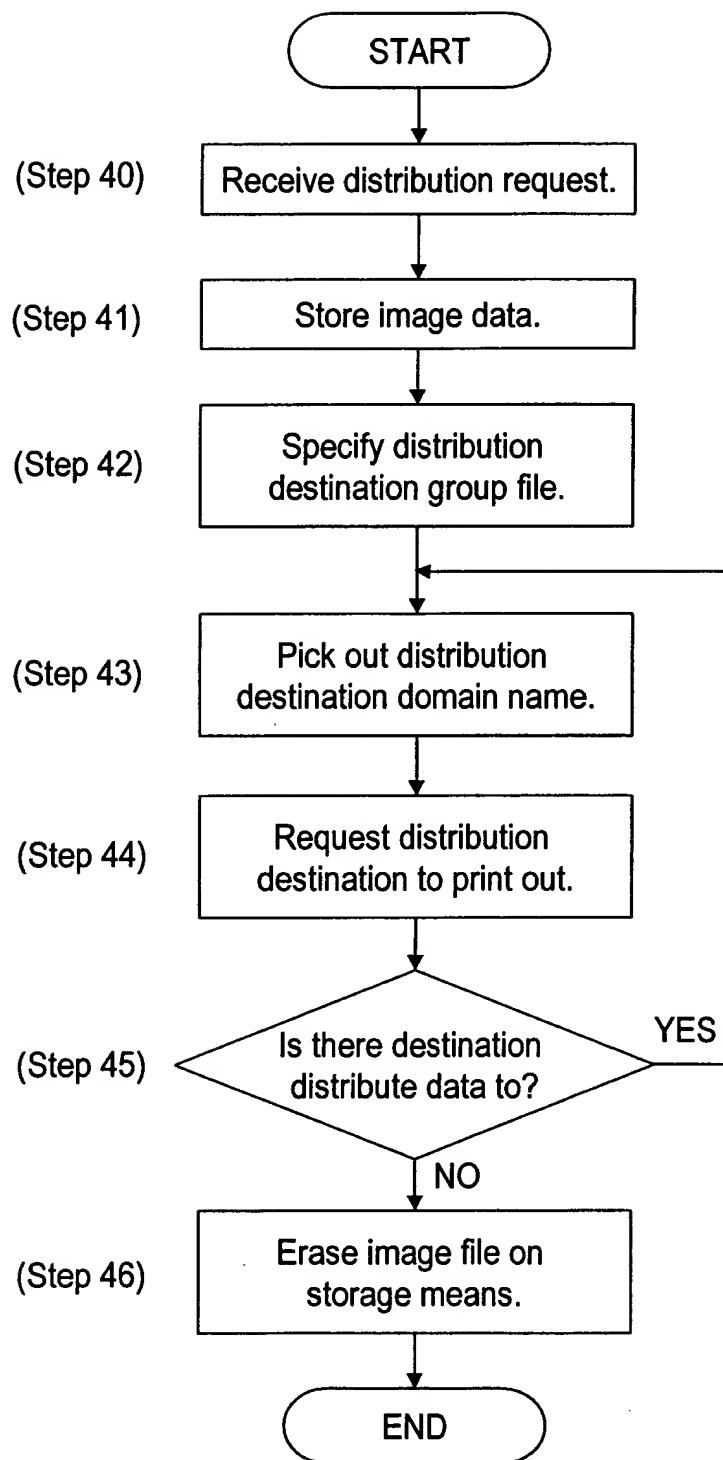 START
(Step 40)
Receive distribution request.
(Step 41)
Store image data.
(Step 42)
Specify distribution
destination group file.
(Step 43)
Pick out distribution
destination domain name.
(Step 44)
Request distribution
destination to print out.
(Step 45)
Is there destination
distribute data to?
YES
NO
(Step 46)
Erase image file on
storage means.
END